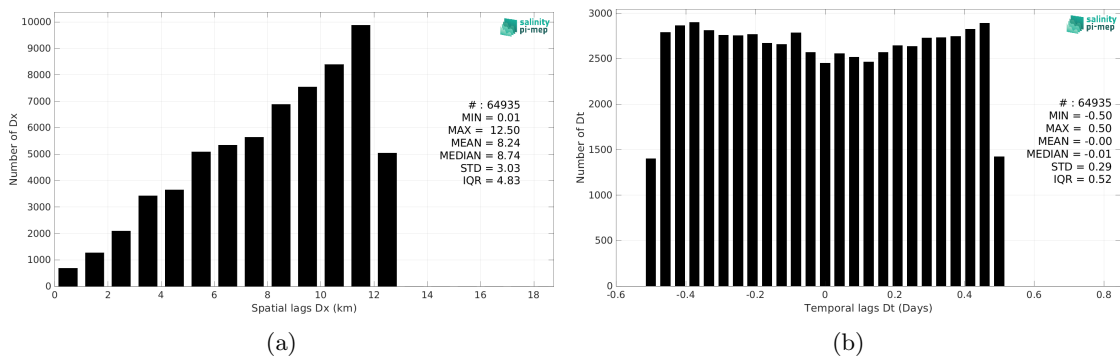 salinity
pi-mep
10000
9000
8000
7000
6000
5000
4000
3000
2000
1000
0
Number of Dx
# : 64935
MIN = 0.01
MAX = 12.50
MEAN = 8.24
MEDIAN = 8.74
STD = 3.03
IQR = 4.83
0 2 4 6 8 10 12 14 16 18
Spatial lags Dx (km)
(a)
salinity
pi-mep
3000
2500
2000
1500
1000
500
0
Number of Dt
# : 64935
MIN = -0.50
MAX = 0.50
MEAN = -0.00
MEDIAN = -0.01
STD = 0.29
IQR = 0.52
-0.6 -0.4 -0.2 0 0.2 0.4 0.6 0.8
Temporal lags Dt (Days)
(b)